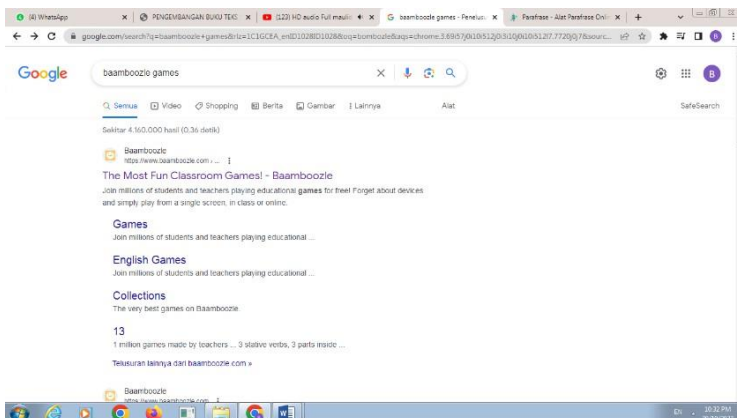 (4) WhatsApp
PENGEMBANGAN BUKU TEKS
(123) HD audio Full maulid
baamboozle games - Penelusu
Parafrase - Alat Parafrase Onlin
Google
baamboozle games
Semua Video Shopping Berita Gambar Lainnya Alat SafeSearch
Sekitar 4.160.000 hasil (0,36 detik)
Baamboozle
https://www.baamboozle.com › ...
The Most Fun Classroom Games! - Baamboozle
Join millions of students and teachers playing educational games for free! Forget about devices
and simply play from a single screen, in class or online.
Games
Join millions of students and teachers playing educational ...
English Games
Join millions of students and teachers playing educational ...
Collections
The very best games on Baamboozle.
13
1 million games made by teachers ... 3 stative verbs, 3 parts inside ...
Telusuran lainnya dari baamboozle.com »
Baamboozle
https://www.baamboozle.com
EN
10:32 PM